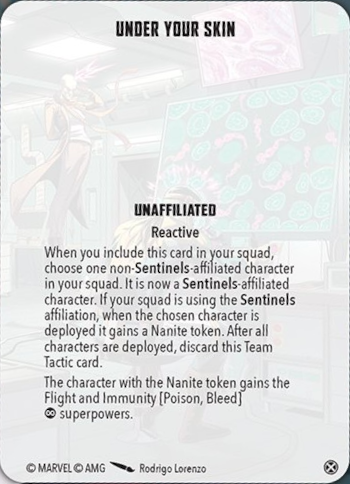 UNDER YOUR SKIN
UNAFFILIATED
Reactive
When you include this card in your squad,
choose one non-Sentinels-affiliated character
in your squad. It is now a Sentinels-affiliated
character. If your squad is using the Sentinels
affiliation, when the chosen character is
deployed it gains a Nanite token. After all
characters are deployed, discard this Team
Tactic card.
The character with the Nanite token gains the
Flight and Immunity [Poison, Bleed]
superpowers.
© MARVEL © AMG Rodrigo Lorenzo